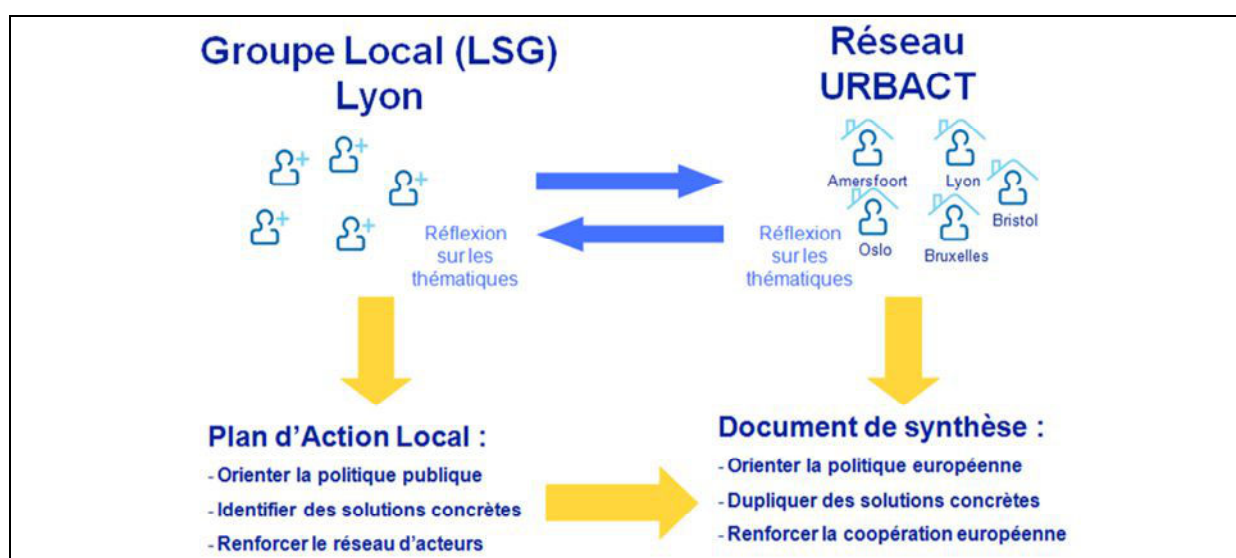 Groupe Local (LSG)
Lyon
Réseau
URBACT
Amersfoort
Lyon
Bristol
Oslo
Bruxelles
Réflexion
sur les
thématiques
Réflexion
sur les
thématiques
Plan d'Action Local :
- Orienter la politique publique
- Identifier des solutions concrètes
- Renforcer le réseau d'acteurs
Document de synthèse :
- Orienter la politique européenne
- Dupliquer des solutions concrètes
- Renforcer la coopération européenne